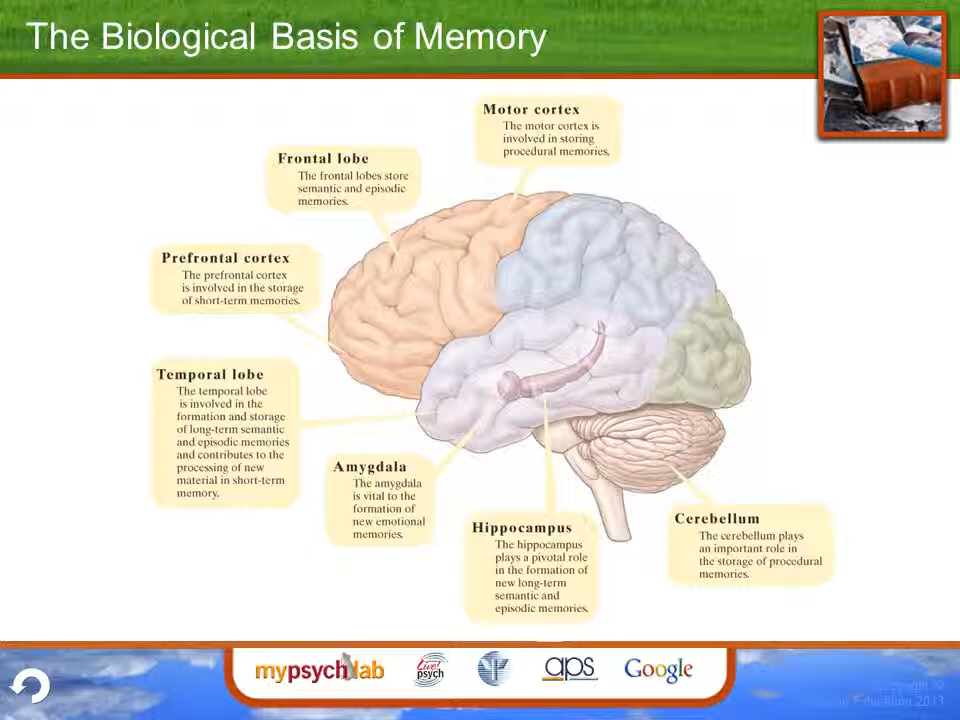 The Biological Basis of Memory
Motor cortex
The motor cortex is
involved in storing
procedural memories.
Frontal lobe
The frontal lobes store
semantic and episodic
memories.
Prefrontal cortex
The prefrontal cortex
is involved in the storage
of short-term memories.
Temporal lobe
The temporal lobe
is involved in the
formation and storage
of long-term semantic
and episodic memories
and contributes to the
processing of new
material in short-term
memory.
Amygdala
The amygdala
is vital to the
formation of
new emotional
memories.
Hippocampus
The hippocampus
plays a pivotal role
in the formation of
new long-term
semantic and
episodic memories.
Cerebellum
The cerebellum plays
an important role in
the storage of procedural
memories.
mypsychlab
Live!
psych
aps
Google
©
Education 2013